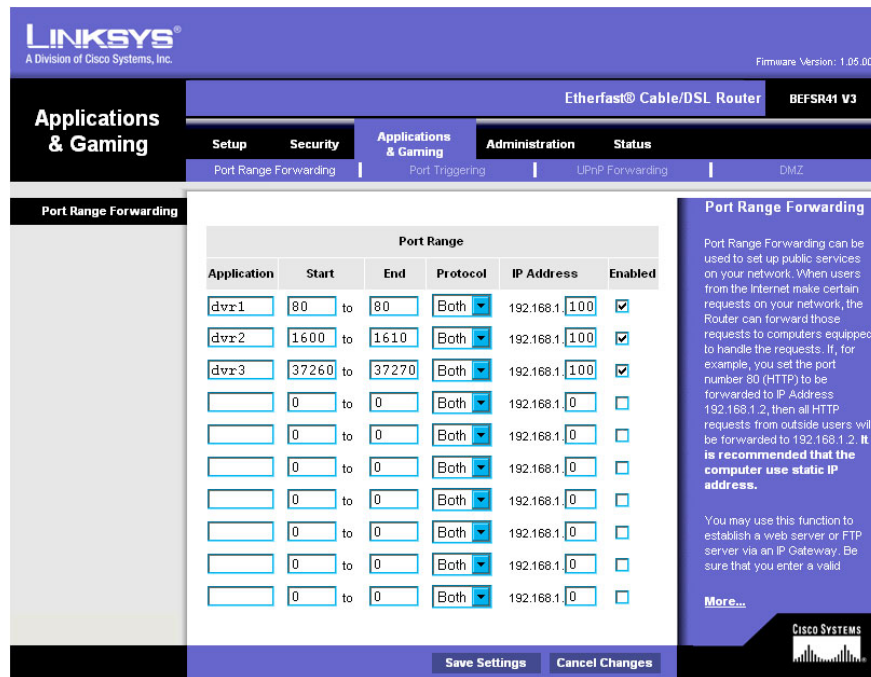 LINKSYS®
A Division of Cisco Systems, Inc.
Firmware Version: 1.05.00
Etherfast® Cable/DSL Router
BEFSR41 V3
Applications
& Gaming
Setup
Security
Applications
& Gaming
Administration
Status
Port Range Forwarding
Port Triggering
UPnP Forwarding
DMZ
Port Range Forwarding
Port Range
Application Start End Protocol IP Address Enabled
dvr1 80 to 80 Both 192.168.1. 100
dvr2 1600 to 1610 Both 192.168.1. 100
dvr3 37260 to 37270 Both 192.168.1. 100
0 to 0 Both 192.168.1. 0
0 to 0 Both 192.168.1. 0
0 to 0 Both 192.168.1. 0
0 to 0 Both 192.168.1. 0
0 to 0 Both 192.168.1. 0
0 to 0 Both 192.168.1. 0
0 to 0 Both 192.168.1. 0
Port Range Forwarding
Port Range Forwarding can be
used to set up public services
on your network. When users
from the Internet make certain
requests on your network, the
Router can forward those
requests to computers equipped
to handle the requests. If, for
example, you set the port
number 80 (HTTP) to be
forwarded to IP Address
192.168.1.2, then all HTTP
requests from outside users wil
be forwarded to 192.168.1.2. It
is recommended that the
computer use static IP
address.
You may use this function to
establish a web server or FTP
server via an IP Gateway. Be
sure that you enter a valid
More...
Save Settings
Cancel Changes
CISCO SYSTEMS